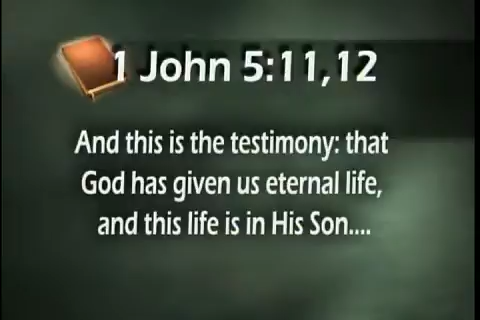 1 John 5:11,12
And this is the testimony: that
God has given us eternal life,
and this life is in His Son....